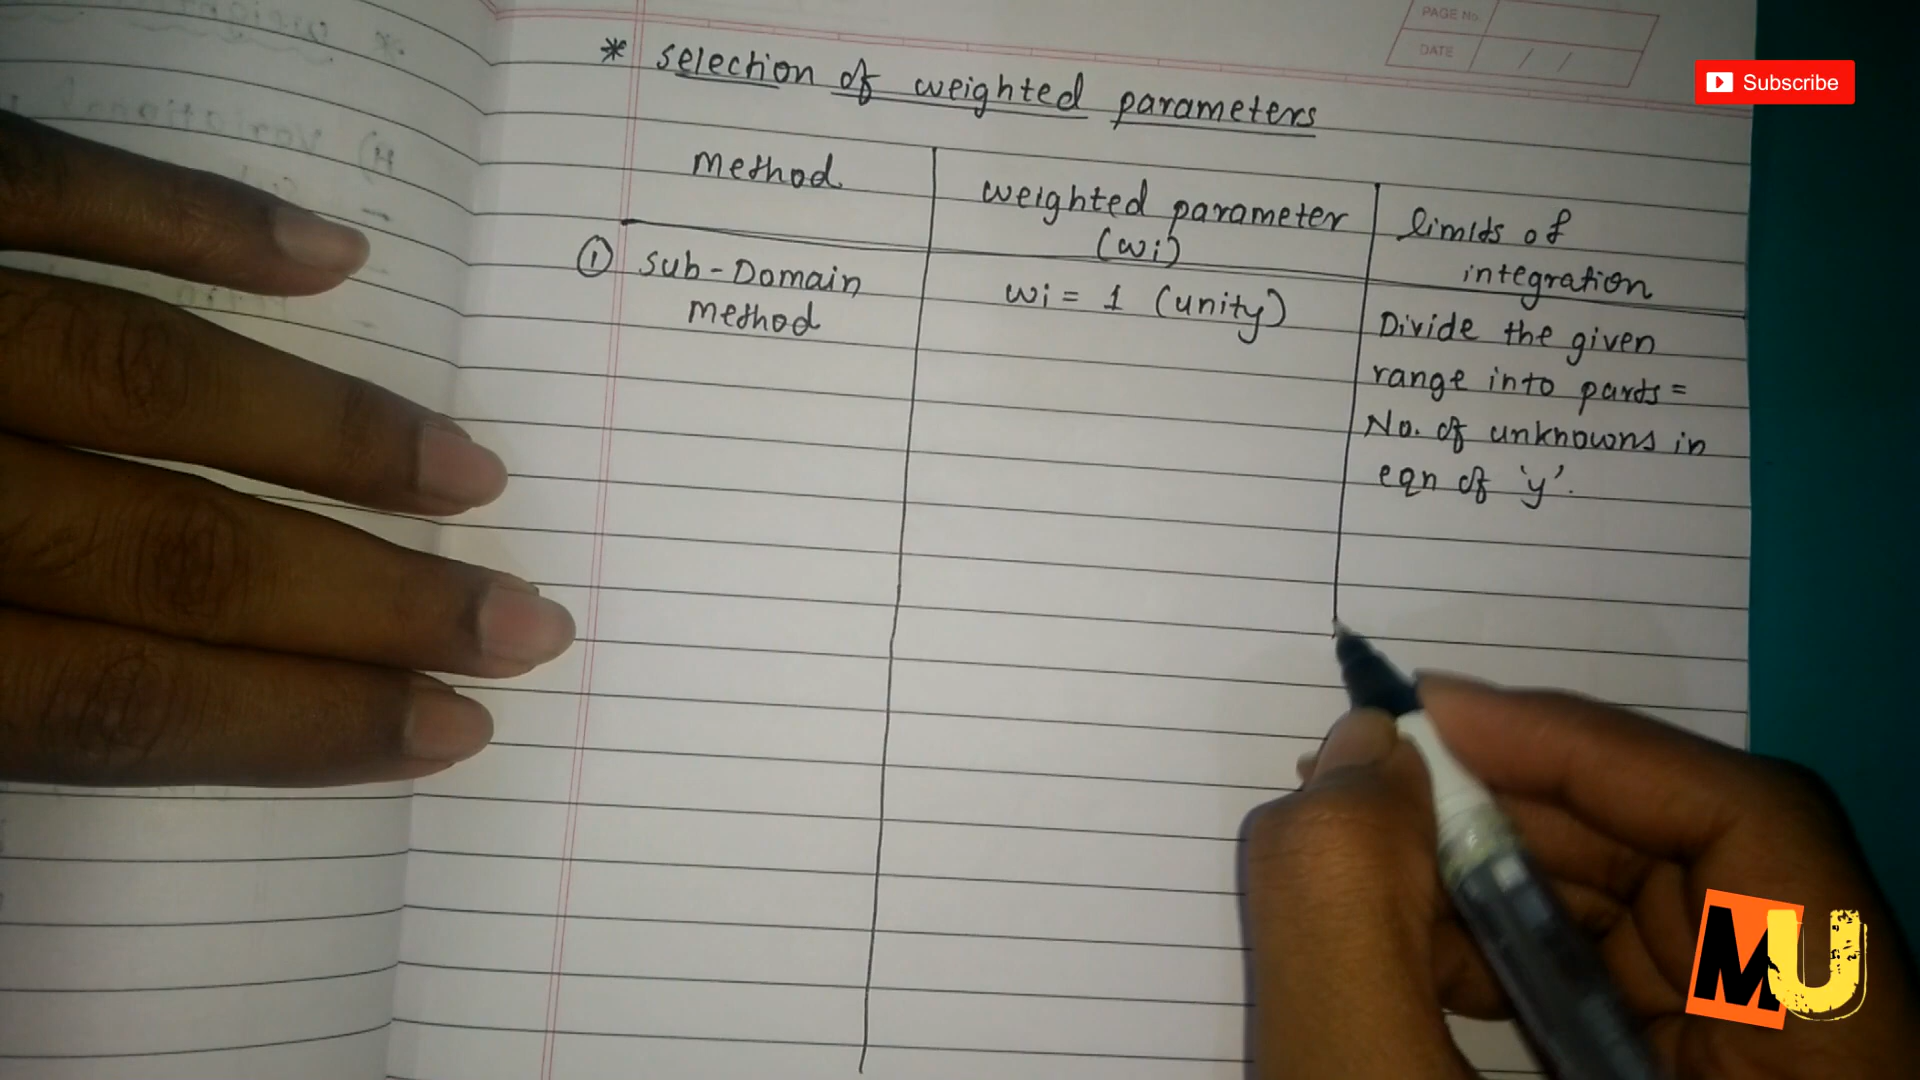 PAGE No.
DATE / /
Subscribe
* selection of weighted parameters
method.
weighted parameter
(wi)
limits of
integration
① Sub-Domain
method
wi = 1 (unity)
Divide the given
range into parts =
No. of unknowns in
eqn of 'y'.
MU